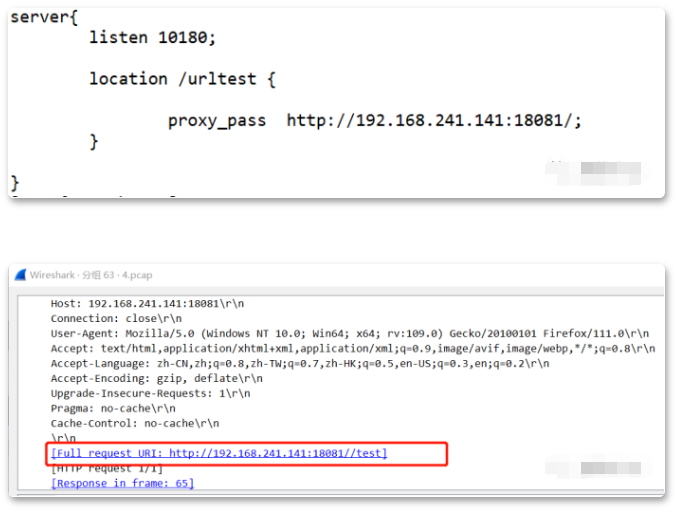 server{
listen 10180;
location /urltest {
proxy_pass http://192.168.241.141:18081/;
}
}
Wireshark · 分组 63 · 4.pcap
Host: 192.168.241.141:18081\r\n
Connection: close\r\n
User-Agent: Mozilla/5.0 (Windows NT 10.0; Win64; x64; rv:109.0) Gecko/20100101 Firefox/111.0\r\n
Accept: text/html,application/xhtml+xml,application/xml;q=0.9,image/avif,image/webp,*/*;q=0.8\r\n
Accept-Language: zh-CN,zh;q=0.8,zh-TW;q=0.7,zh-HK;q=0.5,en-US;q=0.3,en;q=0.2\r\n
Accept-Encoding: gzip, deflate\r\n
Upgrade-Insecure-Requests: 1\r\n
Pragma: no-cache\r\n
Cache-Control: no-cache\r\n
\r\n
[Full request URI: http://192.168.241.141:18081//test]
[HTTP request 1/1]
[Response in frame: 65]